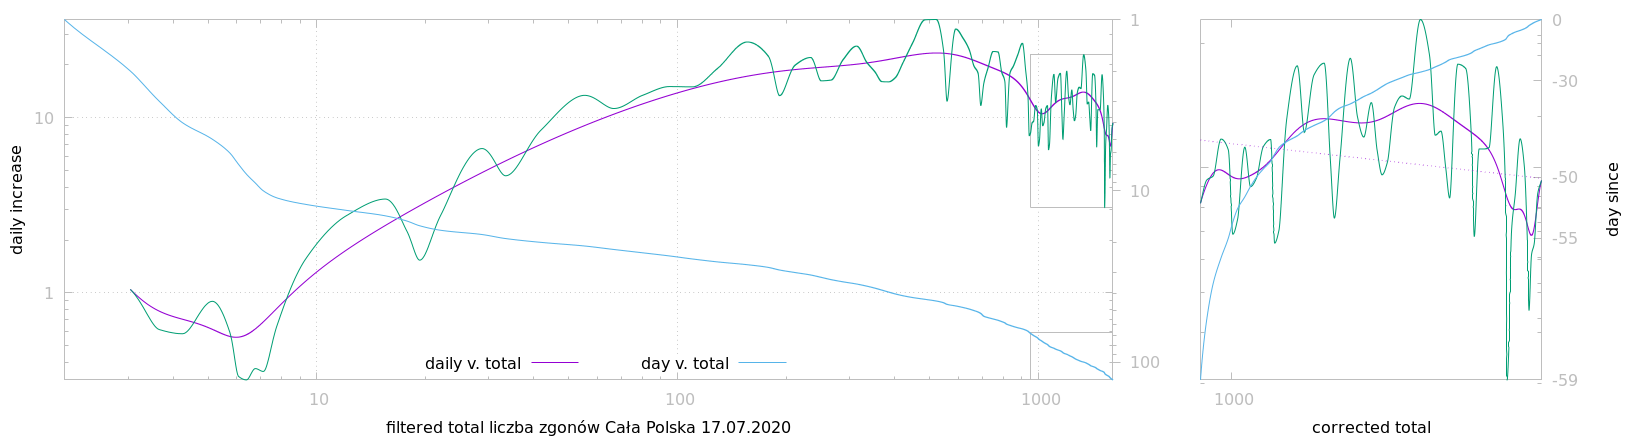 daily increase
10
1
daily v. total
day v. total
10
100
1000
1
10
100
filtered total liczba zgonów Cała Polska 17.07.2020
1000
corrected total
0
-30
-50
-55
-59
day since